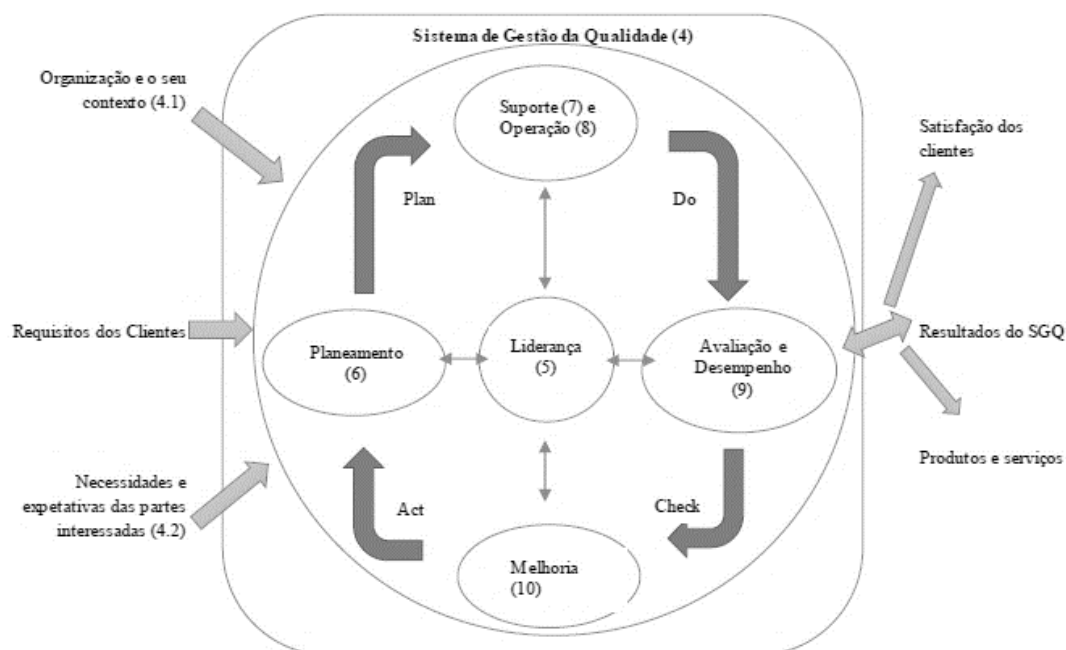 Sistema de Gestão da Qualidade (4)
Organização e o seu
contexto (4.1)
Suporte (7) e
Operação (8)
Satisfação dos
clientes
Plan
Do
Requisitos dos Clientes
Planeamento
(6)
Liderança
(5)
Avaliação e
Desempenho
(9)
Resultados do SGQ
Produtos e serviços
Necessidades e
expetativas das partes
interessadas (4.2)
Act
Check
Melhoria
(10)